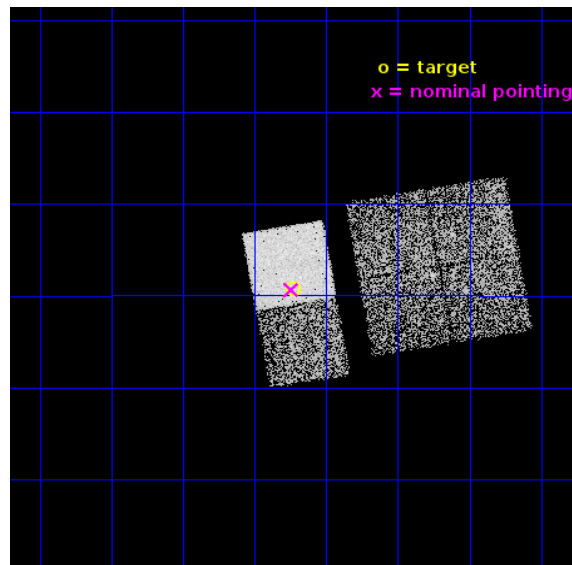 o = target
x = nominal pointing